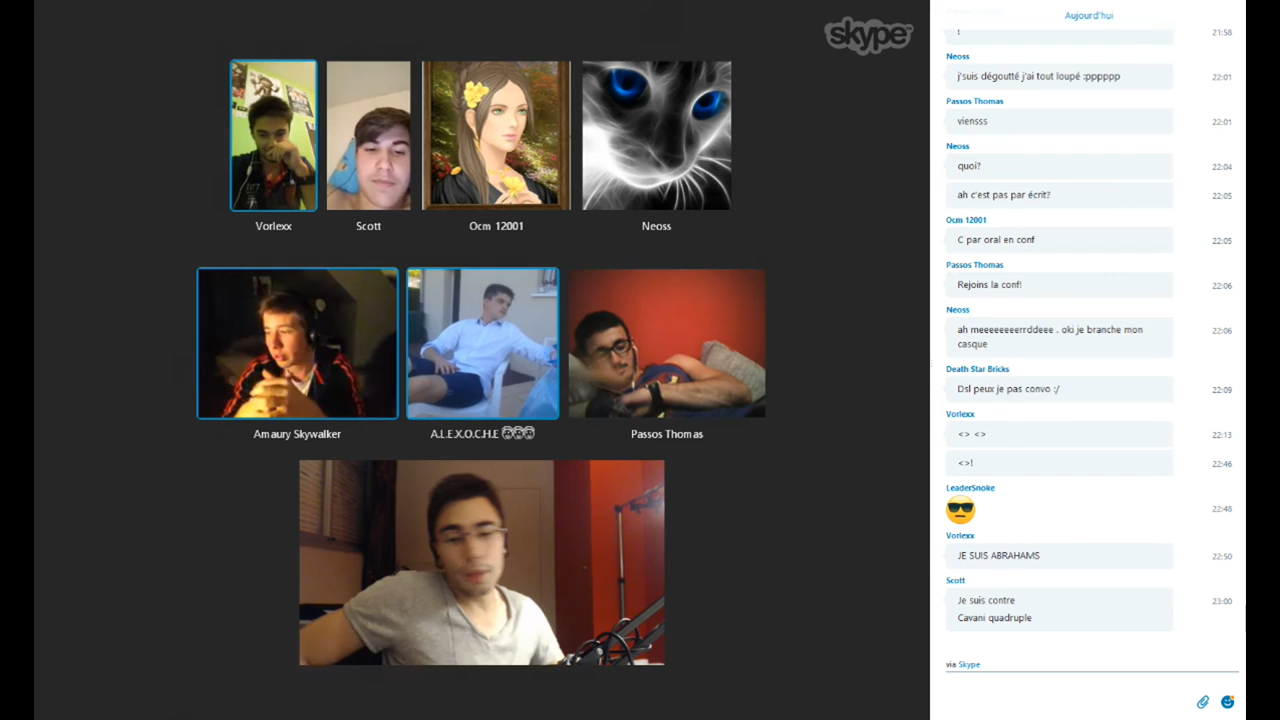 skype
Vorlexx
Scott
Ocm 12001
Neoss
Amaury Skywalker
A.L.E.X.O.C.H.E
Passos Thomas
Aujourd'hui
! 21:58
Neoss
j'suis dégoutté j'ai tout loupé :pppppp 22:01
Passos Thomas
viensss 22:01
Neoss
quoi? 22:04
ah c'est pas par écrit? 22:05
Ocm 12001
C par oral en conf 22:05
Passos Thomas
Rejoins la conf! 22:06
Neoss
ah meeeeeeeerrddeee . oki je branche mon 22:06
casque
Death Star Bricks
Dsl peux je pas convo :/ 22:09
Vorlexx
<> <> 22:13
<>! 22:46
LeaderSnoke
22:48
Vorlexx
JE SUIS ABRAHAMS 22:50
Scott
Je suis contre 23:00
Cavani quadruple
via Skype